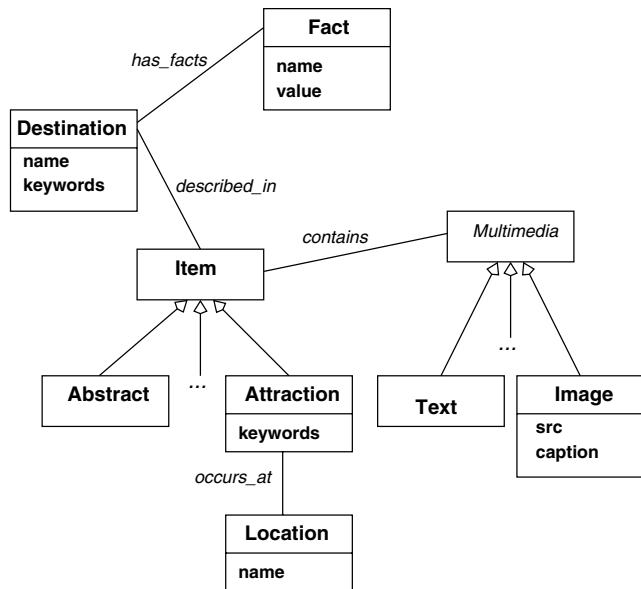 Fact
name
value
has_facts
Destination
name
keywords
described_in
Item
contains
Multimedia
Abstract
...
Attraction
keywords
...
Text
Image
src
caption
occurs_at
Location
name